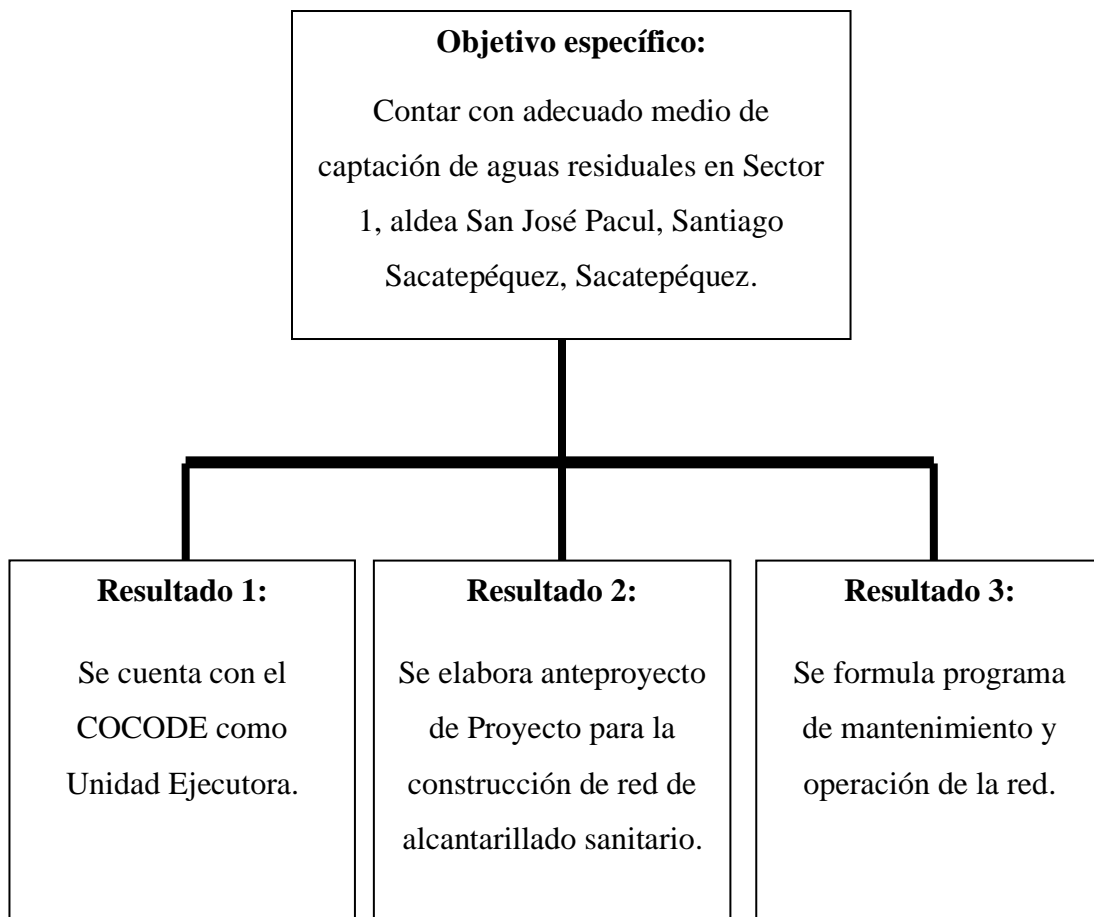 Objetivo específico:
Contar con adecuado medio de
captación de aguas residuales en Sector
1, aldea San José Pacul, Santiago
Sacatepéquez, Sacatepéquez.
Resultado 1:
Se cuenta con el
COCODE como
Unidad Ejecutora.
Resultado 2:
Se elabora anteproyecto
de Proyecto para la
construcción de red de
alcantarillado sanitario.
Resultado 3:
Se formula programa
de mantenimiento y
operación de la red.